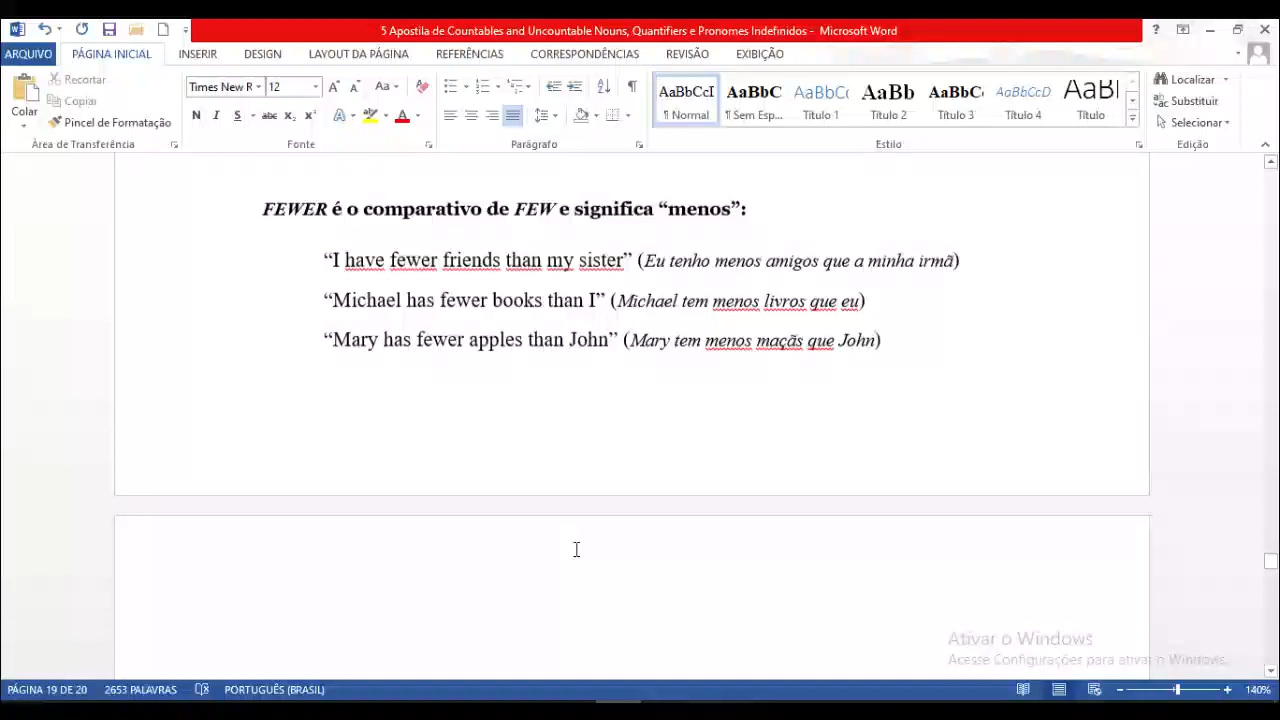 5 Apostila de Countables and Uncountable Nouns, Quantifiers e Pronomes Indefinidos - Microsoft Word
ARQUIVO PÁGINA INICIAL INSERIR DESIGN LAYOUT DA PÁGINA REFERÊNCIAS CORRESPONDÊNCIAS REVISÃO EXIBIÇÃO
Colar
Recortar
Copiar
Pincel de Formatação
Área de Transferência
Times New R 12
N I S abc x₂ x²
Fonte
Parágrafo
AaBbCcI AaBbC AaBbCc AaBb AaBbC AaBbCcD AaBl
¶ Normal ¶ Sem Esp... Título 1 Título 2 Título 3 Título 4 Título
Estilo
Localizar
Substituir
Selecionar
Edição
FEWER é o comparativo de FEW e significa “menos”:
“I have fewer friends than my sister” (Eu tenho menos amigos que a minha irmã)
“Michael has fewer books than I” (Michael tem menos livros que eu)
“Mary has fewer apples than John” (Mary tem menos maçãs que John)
Ativar o Windows
Acesse Configurações para ativar o Windows.
PÁGINA 19 DE 20 2653 PALAVRAS PORTUGUÊS (BRASIL) 140%